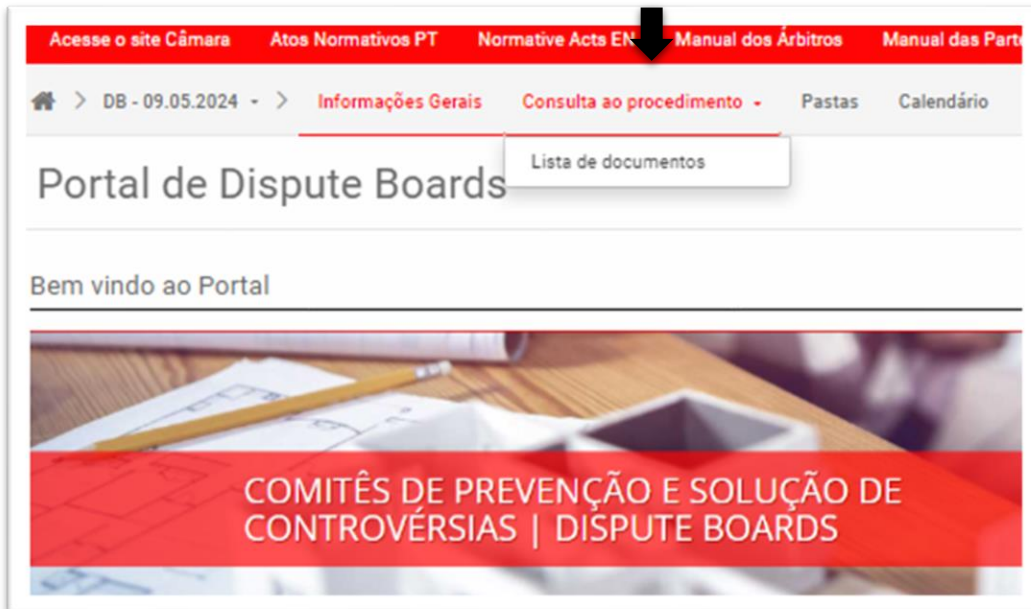 Acesse o site Câmara Atos Normativos PT Normative Acts EN Manual dos Árbitros Manual das
DB - 09.05.2024 Informações Gerais Consulta ao procedimento Pastas Calendário
Lista de documentos
Portal de Dispute Boards
Bem vindo ao Portal
COMITÊS DE PREVENÇÃO E SOLUÇÃO DE
CONTROVÉRSIAS | DISPUTE BOARDS